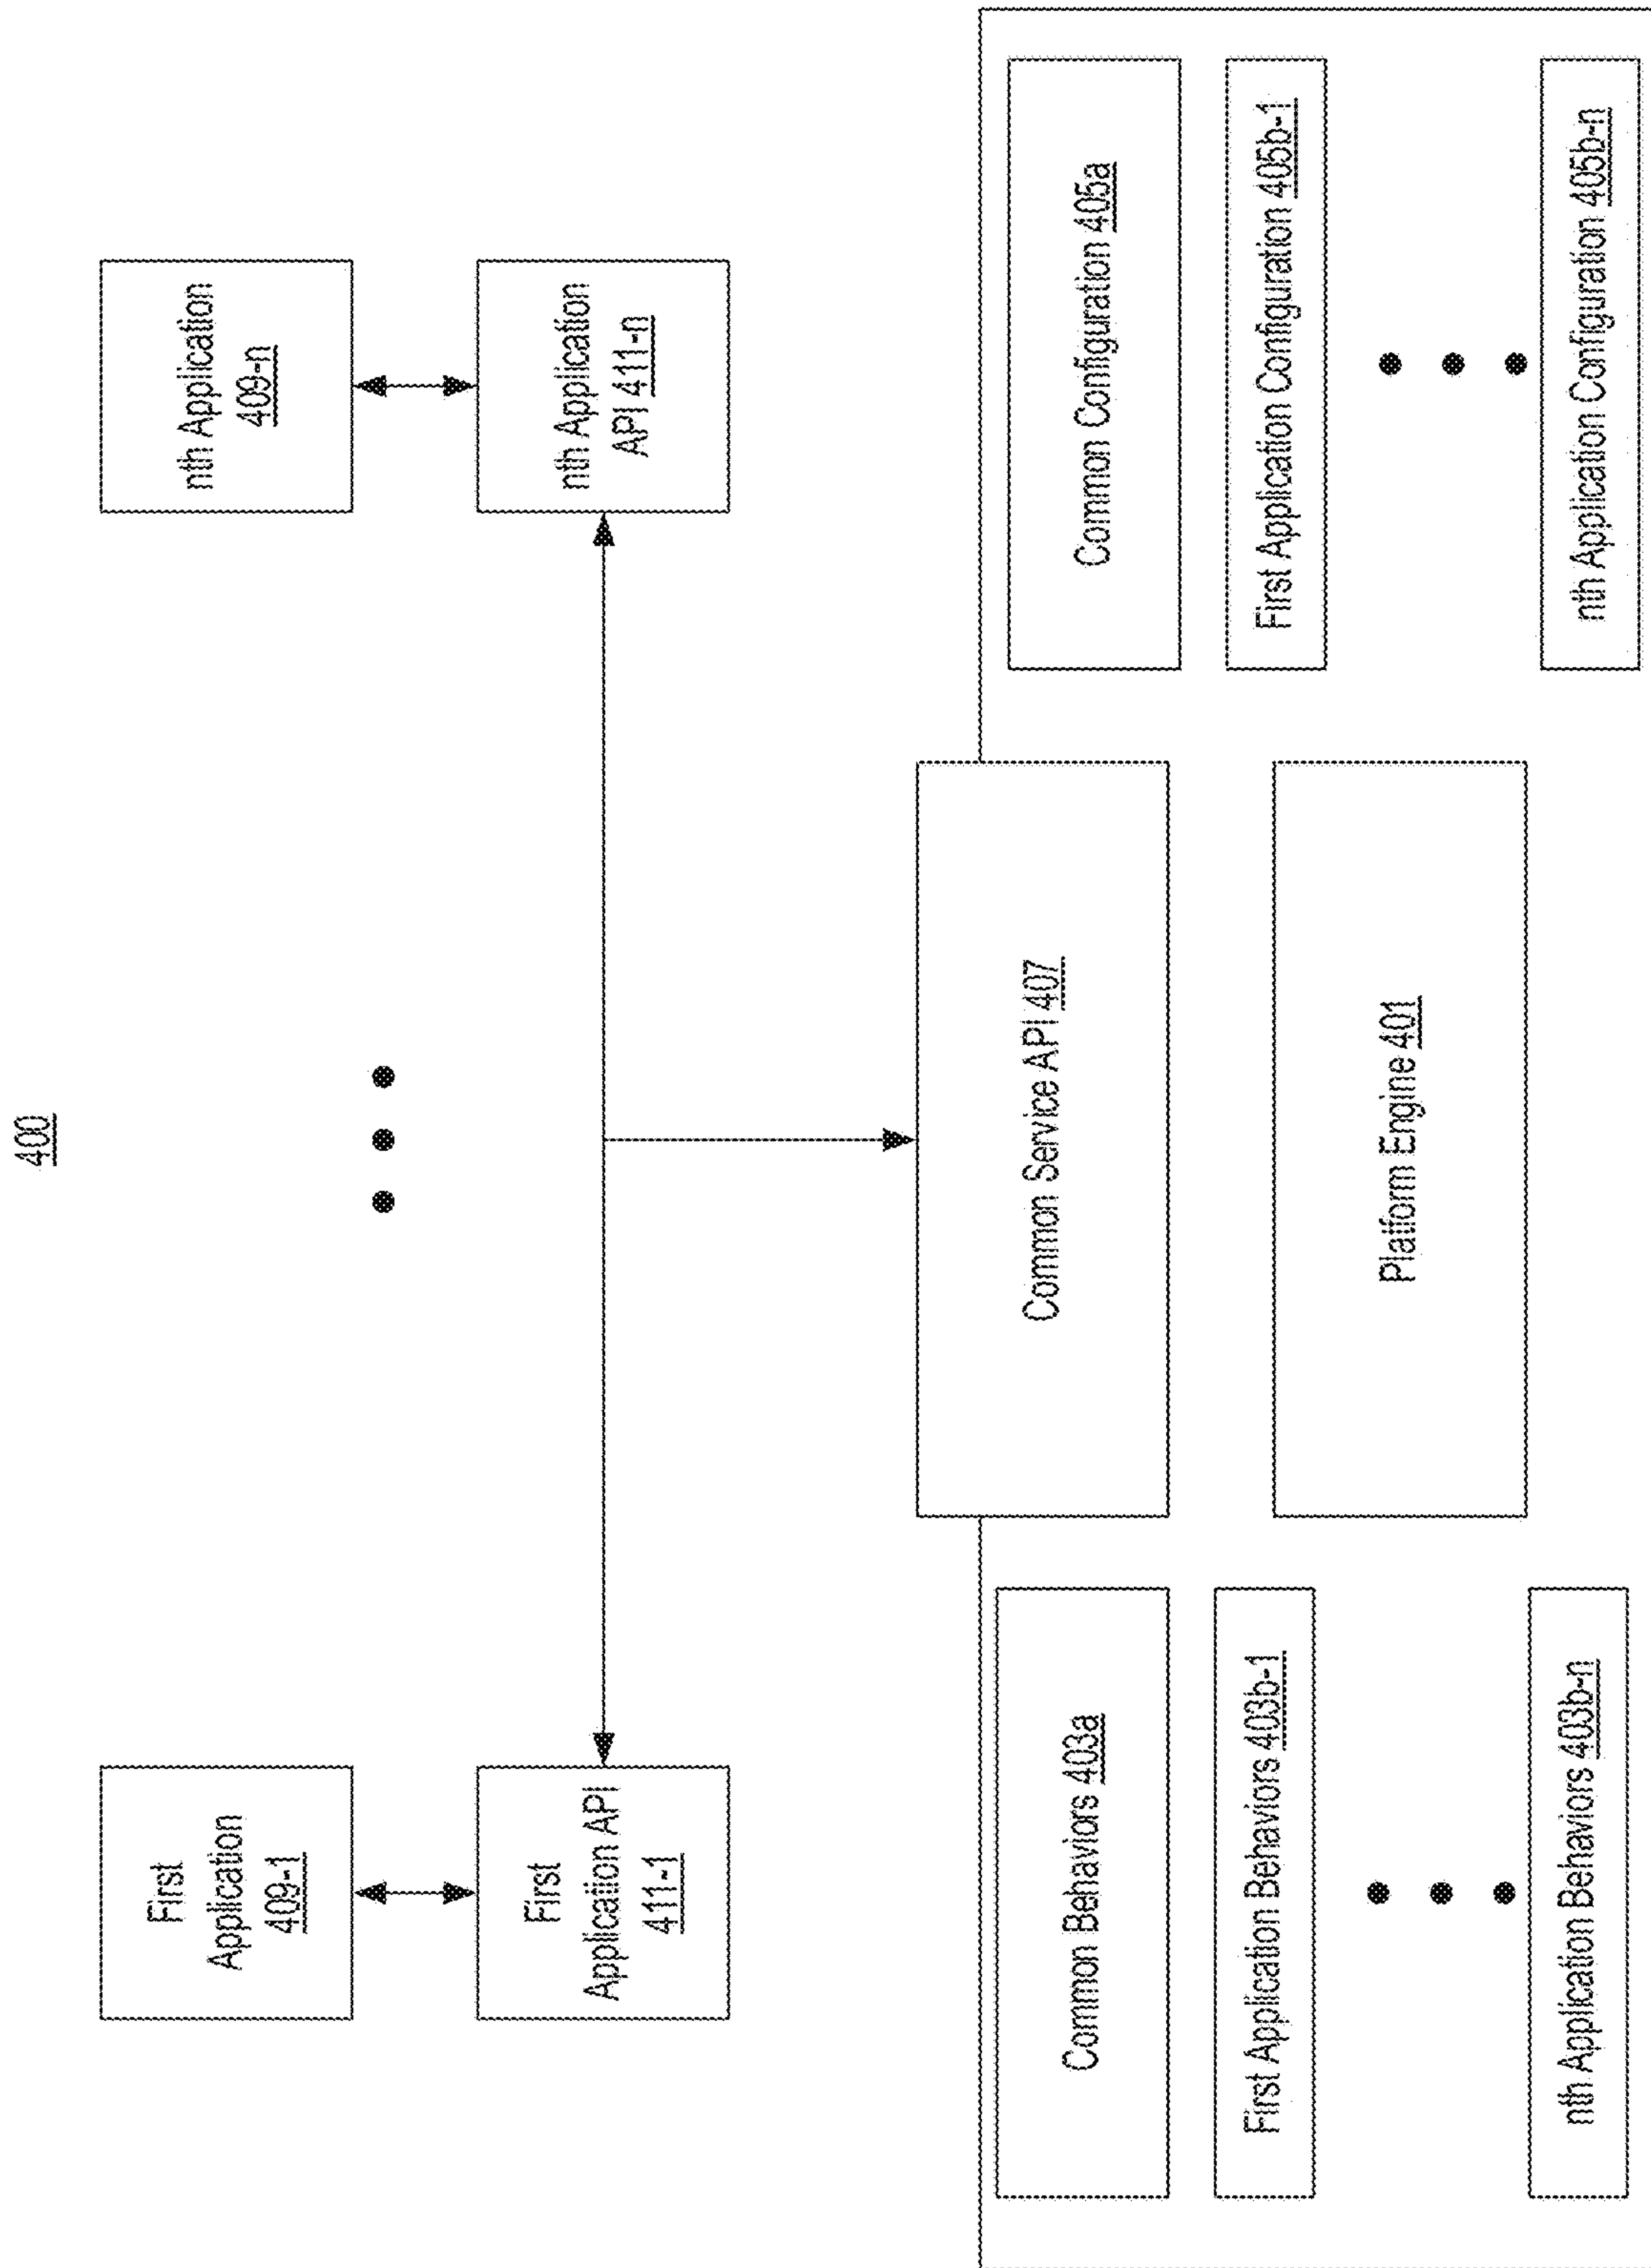 400
First
Application
409-1
nth Application
409-n
First
Application API
411-1
nth Application
API 411-n
Common Service API 407
Common Behaviors 403a
Common Configuration 405a
First Application Behaviors 403b-1
First Application Configuration 405b-1
Platform Engine 401
nth Application Behaviors 403b-n
nth Application Configuration 405b-n